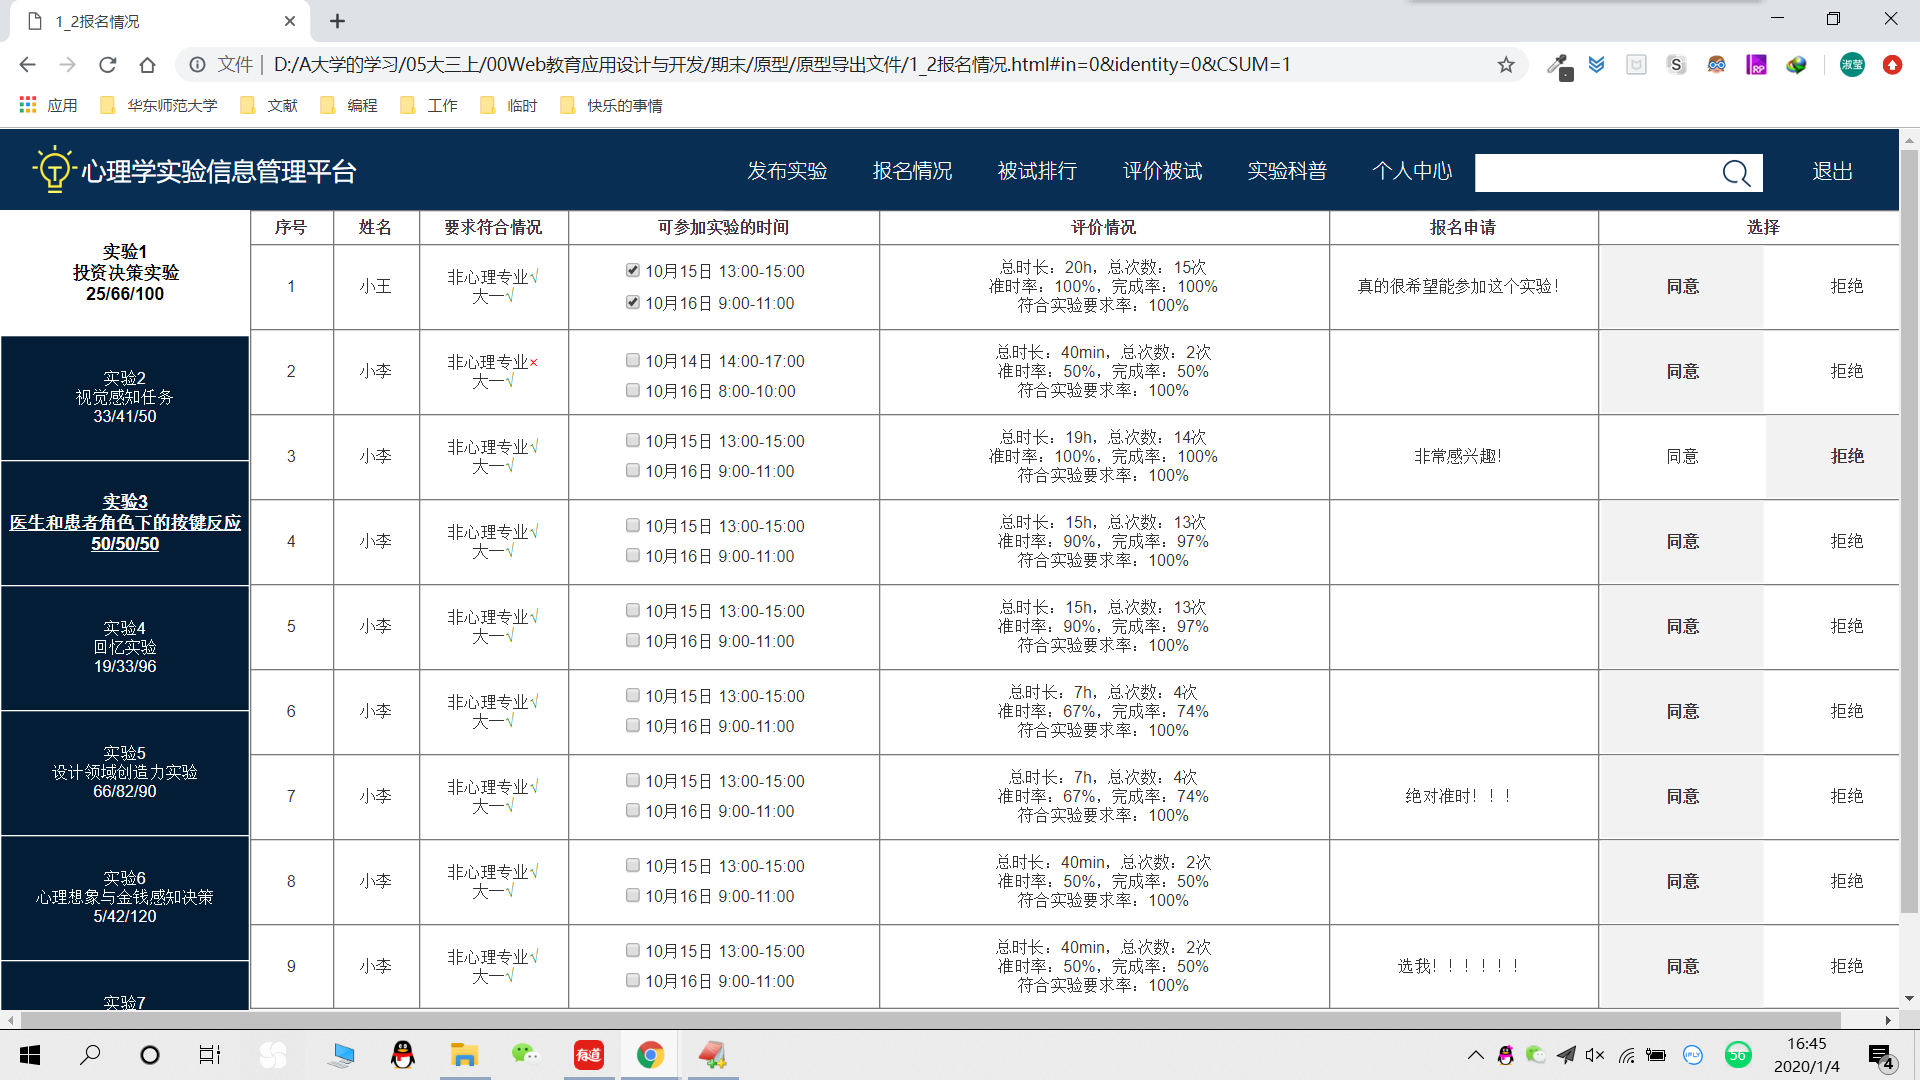 1_2报名情况
文件 | D:/A大学的学习/05大三上/00Web教育应用设计与开发/期末/原型/原型导出文件/1_2报名情况.html#in=0&identity=0&CSUM=1
S
RP
淑莹
应用 华东师范大学 文献 编程 工作 临时 快乐的事情
心理学实验信息管理平台
发布实验 报名情况 被试排行 评价被试 实验科普 个人中心 退出
实验1
投资决策实验
25/66/100
实验2
视觉感知任务
33/41/50
实验3
医生和患者角色下的按键反应
50/50/50
实验4
回忆实验
19/33/96
实验5
设计领域创造力实验
66/82/90
实验6
心理想象与金钱感知决策
5/42/120
实验7
序号 姓名 要求符合情况 可参加实验的时间 评价情况 报名申请 选择
1 小王
非心理专业√
大一√
10月15日 13:00-15:00
10月16日 9:00-11:00
总时长：20h，总次数：15次
准时率：100%，完成率：100%
符合实验要求率：100%
真的很希望能参加这个实验！
同意 拒绝
2 小李
非心理专业×
大一√
10月14日 14:00-17:00
10月16日 8:00-10:00
总时长：40min，总次数：2次
准时率：50%，完成率：50%
符合实验要求率：100%
同意 拒绝
3 小李
非心理专业√
大一√
10月15日 13:00-15:00
10月16日 9:00-11:00
总时长：19h，总次数：14次
准时率：100%，完成率：100%
符合实验要求率：100%
非常感兴趣！
同意 拒绝
4 小李
非心理专业√
大一√
10月15日 13:00-15:00
10月16日 9:00-11:00
总时长：15h，总次数：13次
准时率：90%，完成率：97%
符合实验要求率：100%
同意 拒绝
5 小李
非心理专业√
大一√
10月15日 13:00-15:00
10月16日 9:00-11:00
总时长：15h，总次数：13次
准时率：90%，完成率：97%
符合实验要求率：100%
同意 拒绝
6 小李
非心理专业√
大一√
10月15日 13:00-15:00
10月16日 9:00-11:00
总时长：7h，总次数：4次
准时率：67%，完成率：74%
符合实验要求率：100%
同意 拒绝
7 小李
非心理专业√
大一√
10月15日 13:00-15:00
10月16日 9:00-11:00
总时长：7h，总次数：4次
准时率：67%，完成率：74%
符合实验要求率：100%
绝对准时！！！
同意 拒绝
8 小李
非心理专业√
大一√
10月15日 13:00-15:00
10月16日 9:00-11:00
总时长：40min，总次数：2次
准时率：50%，完成率：50%
符合实验要求率：100%
同意 拒绝
9 小李
非心理专业√
大一√
10月15日 13:00-15:00
10月16日 9:00-11:00
总时长：40min，总次数：2次
准时率：50%，完成率：50%
符合实验要求率：100%
选我！！！！！！
同意 拒绝
有道
56
16:45
2020/1/4
4